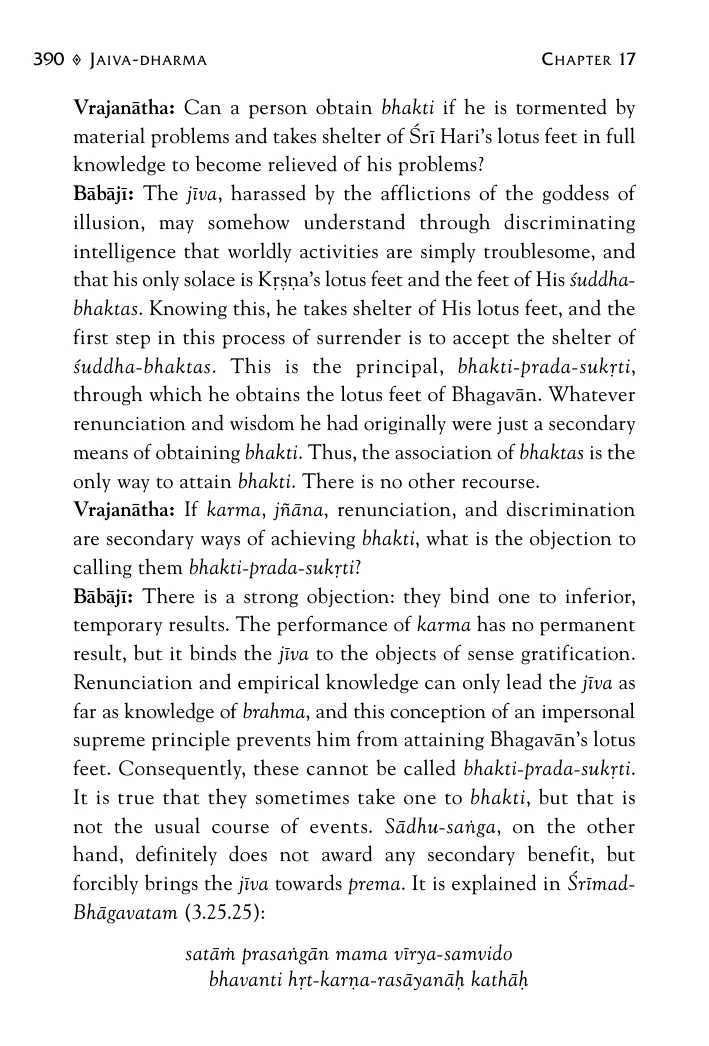 390 ◈ JAIVA-DHARMA CHAPTER 17
Vrajanātha: Can a person obtain bhakti if he is tormented by
material problems and takes shelter of Śrī Hari's lotus feet in full
knowledge to become relieved of his problems?
Bābājī: The jīva, harassed by the afflictions of the goddess of
illusion, may somehow understand through discriminating
intelligence that worldly activities are simply troublesome, and
that his only solace is Kṛṣṇa's lotus feet and the feet of His śuddha-
bhaktas. Knowing this, he takes shelter of His lotus feet, and the
first step in this process of surrender is to accept the shelter of
śuddha-bhaktas. This is the principal, bhakti-prada-sukṛti,
through which he obtains the lotus feet of Bhagavān. Whatever
renunciation and wisdom he had originally were just a secondary
means of obtaining bhakti. Thus, the association of bhaktas is the
only way to attain bhakti. There is no other recourse.
Vrajanātha: If karma, jñāna, renunciation, and discrimination
are secondary ways of achieving bhakti, what is the objection to
calling them bhakti-prada-sukṛti?
Bābājī: There is a strong objection: they bind one to inferior,
temporary results. The performance of karma has no permanent
result, but it binds the jīva to the objects of sense gratification.
Renunciation and empirical knowledge can only lead the jīva as
far as knowledge of brahma, and this conception of an impersonal
supreme principle prevents him from attaining Bhagavān's lotus
feet. Consequently, these cannot be called bhakti-prada-sukṛti.
It is true that they sometimes take one to bhakti, but that is
not the usual course of events. Sādhu-saṅga, on the other
hand, definitely does not award any secondary benefit, but
forcibly brings the jīva towards prema. It is explained in Śrīmad-
Bhāgavatam (3.25.25):
satāṁ prasaṅgān mama vīrya-samvido
bhavanti hṛt-karṇa-rasāyanāḥ kathāḥ